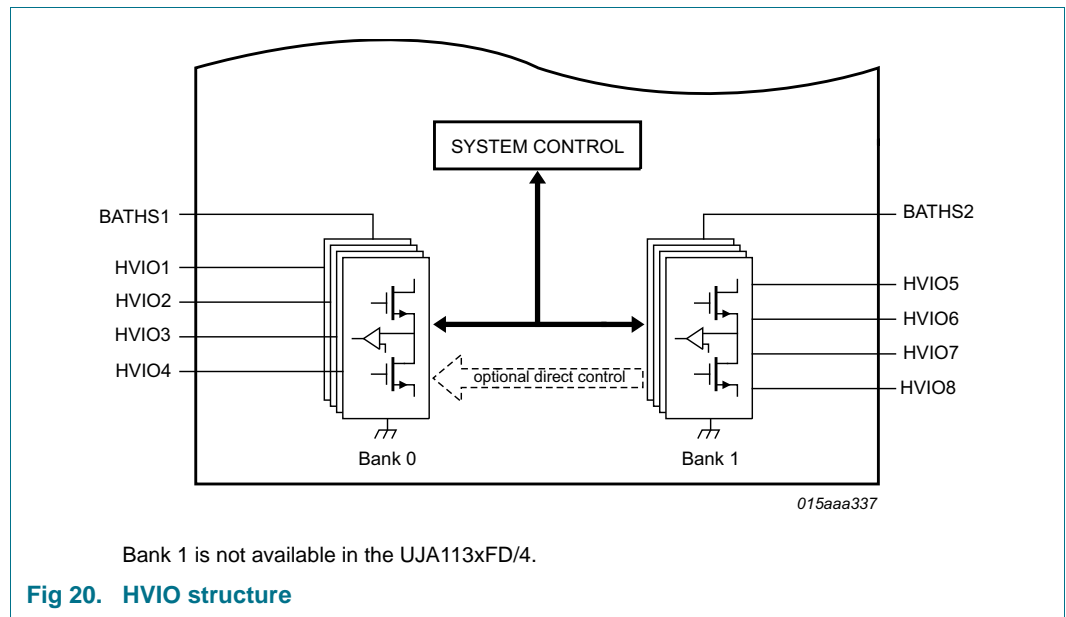 SYSTEM CONTROL
BATHS1
BATHS2
HVIO1
HVIO2
HVIO3
HVIO4
HVIO5
HVIO6
HVIO7
HVIO8
optional direct control
Bank 0
Bank 1
015aaa337
Bank 1 is not available in the UJA113xFD/4.
Fig 20. HVIO structure